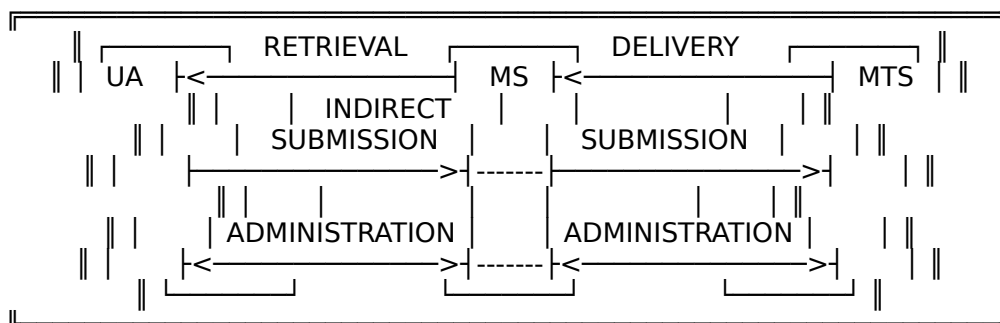 RETRIEVAL DELIVERY
UA < MS < MTS
INDIRECT
SUBMISSION SUBMISSION
> ------- >
ADMINISTRATION ADMINISTRATION
< > ------- < >